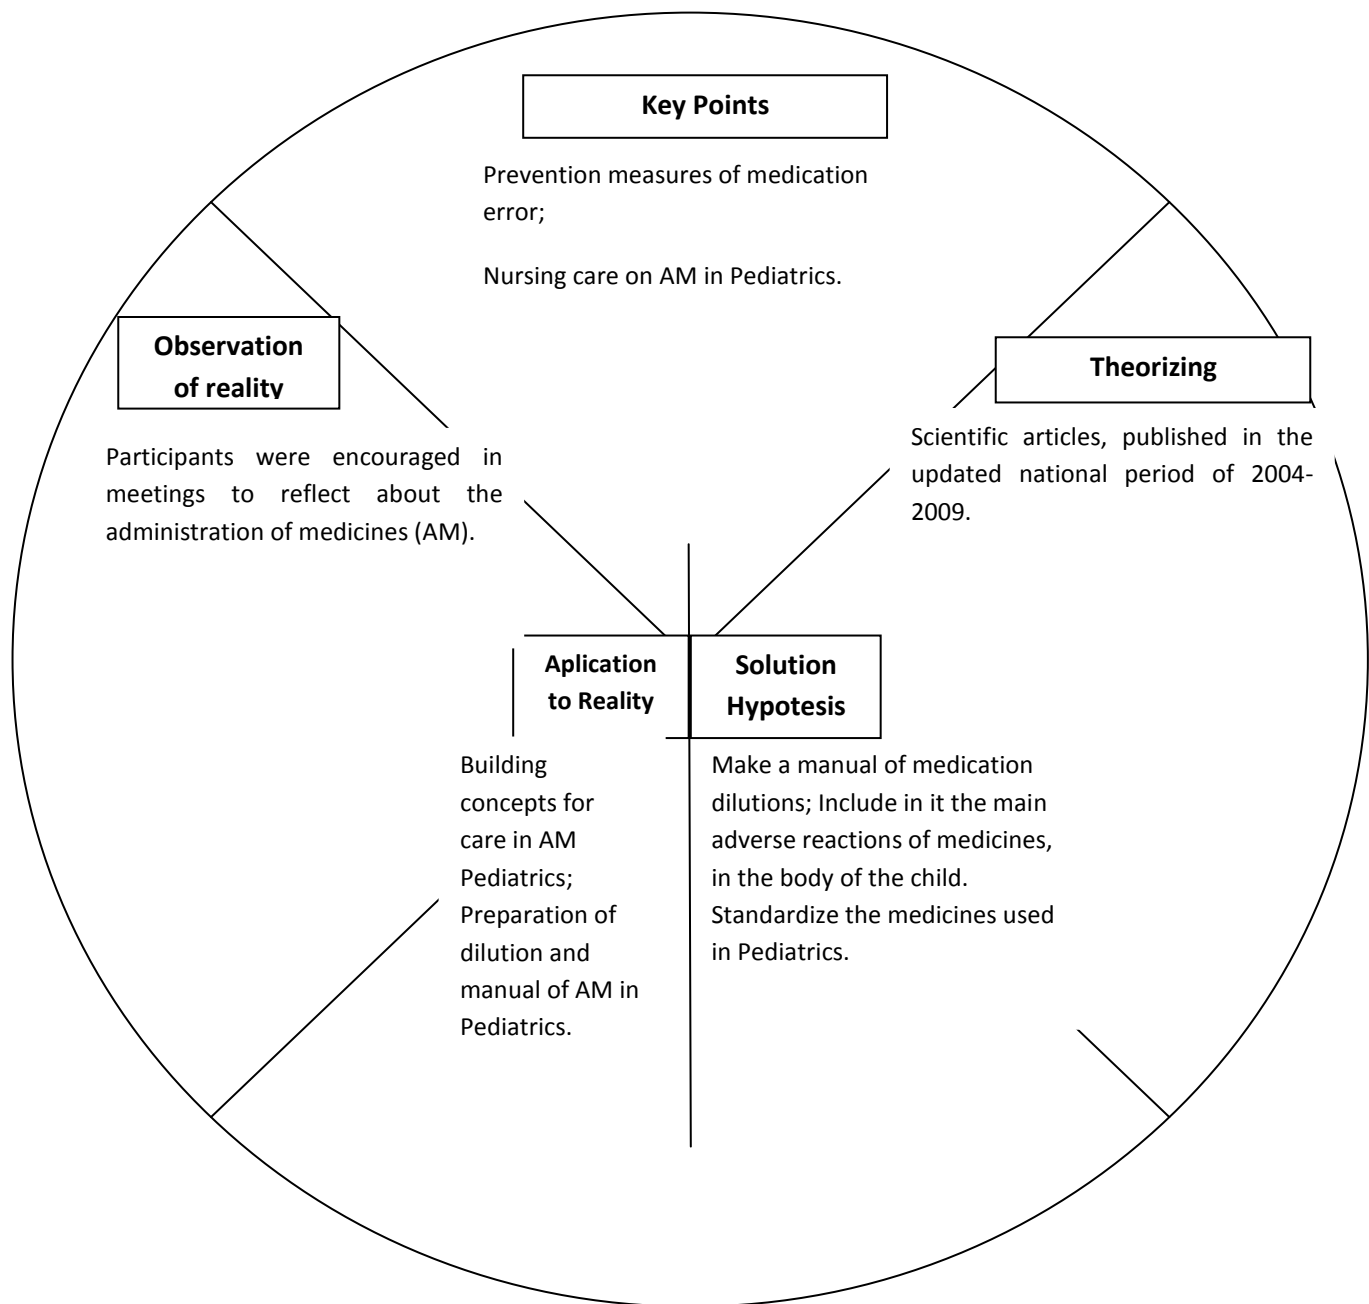 Key Points
Prevention measures of medication
error;
Nursing care on AM in Pediatrics.
Observation
of reality
Participants were encouraged in
meetings to reflect about the
administration of medicines (AM).
Theorizing
Scientific articles, published in the
updated national period of 2004-
2009.
Aplication
to Reality
Building
concepts for
care in AM
Pediatrics;
Preparation of
dilution and
manual of AM in
Pediatrics.
Solution
Hypotesis
Make a manual of medication
dilutions; Include in it the main
adverse reactions of medicines,
in the body of the child.
Standardize the medicines used
in Pediatrics.